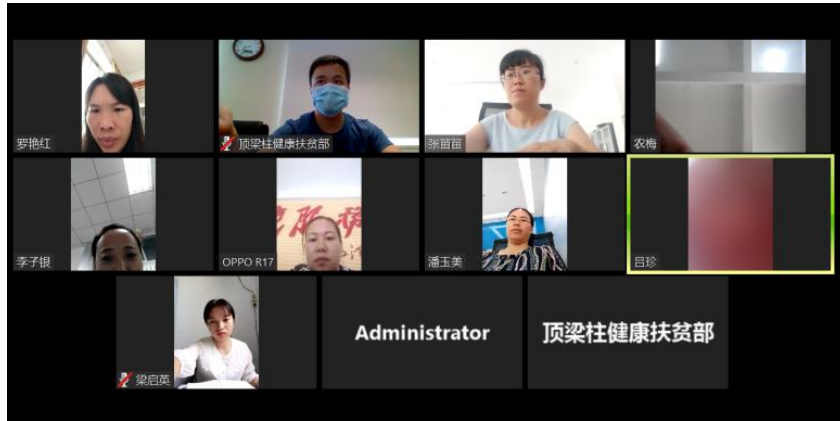 罗艳红
顶梁柱健康扶贫部
张苗苗
农梅
李子银
OPPO R17
潘玉美
吕珍
梁启英
Administrator
顶梁柱健康扶贫部